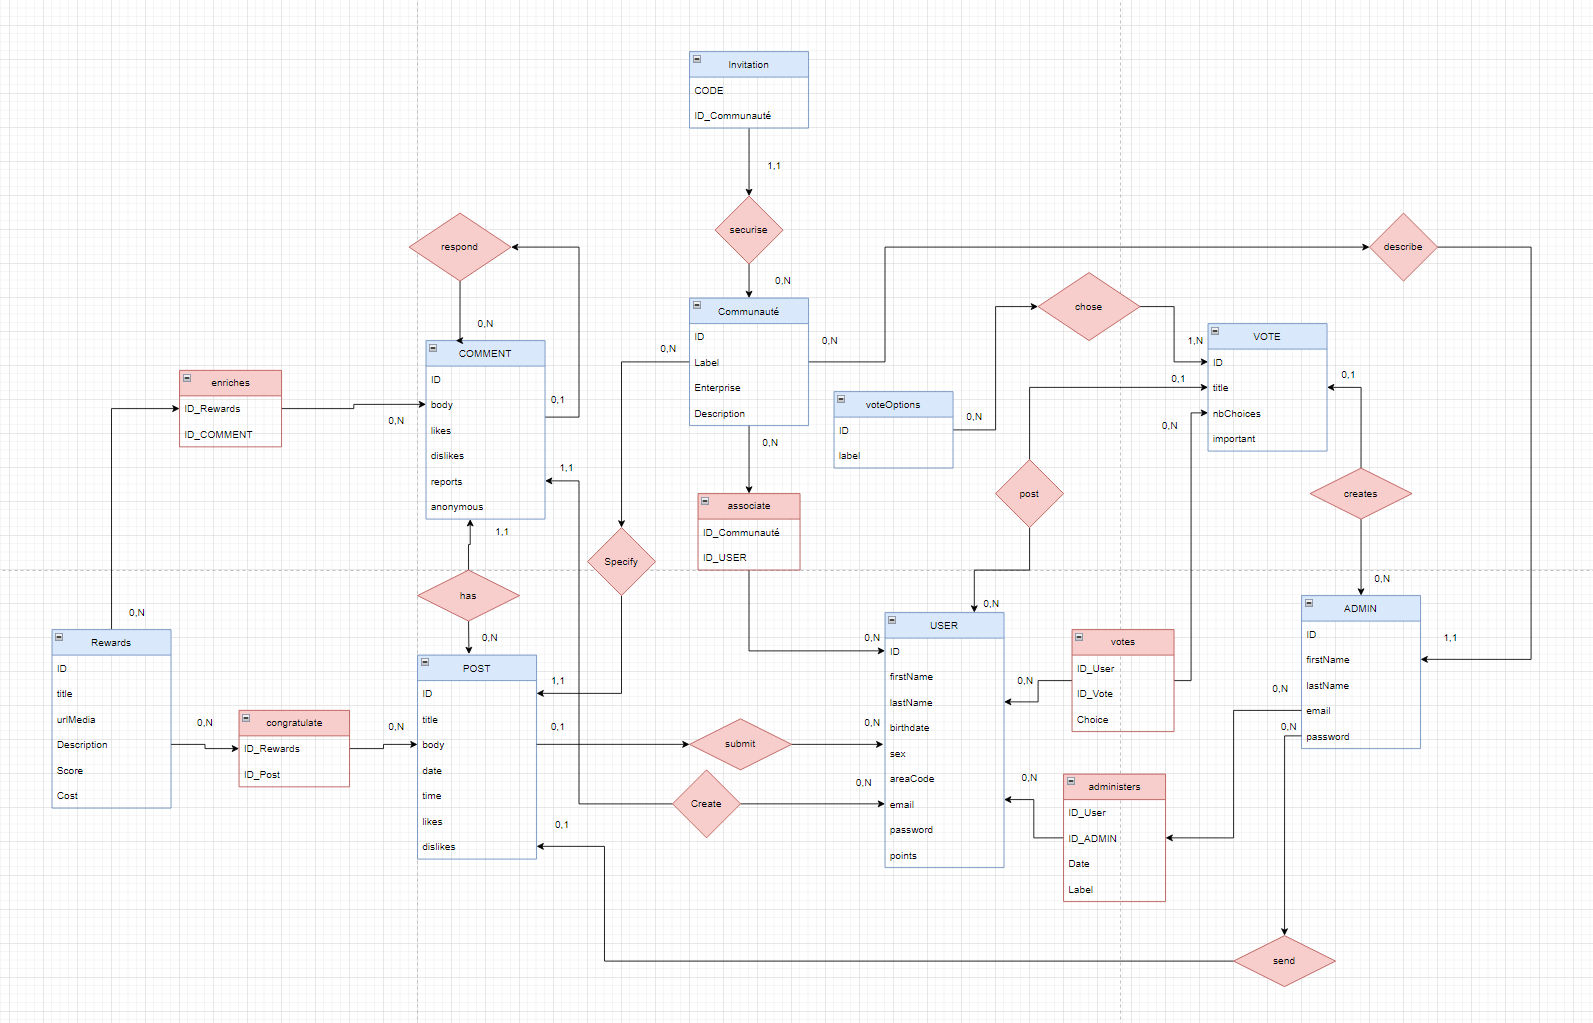 Invitation
CODE
ID_Communauté
1,1
securise
0,N
respond
0,N
describe
Communauté
ID
Label
Enterprise
Description
0,N
0,N
0,N
chose
1,N
VOTE
ID
title
nbChoices
important
0,1
0,1
0,N
COMMENT
ID
body
likes
dislikes
reports
anonymous
0,1
1,1
1,1
enriches
ID_Rewards
ID_COMMENT
0,N
0,N
voteOptions
ID
label
0,N
associate
ID_Communauté
ID_USER
post
creates
Specify
has
0,N
0,N
0,N
Rewards
ID
title
urlMedia
Description
Score
Cost
0,N
congratulate
ID_Rewards
ID_Post
0,N
POST
ID
title
body
date
time
likes
dislikes
1,1
0,1
0,1
submit
Create
0,N
0,N
0,N
USER
ID
firstName
lastName
birthdate
sex
areaCode
email
password
points
0,N
0,N
votes
ID_User
ID_Vote
Choice
administers
ID_User
ID_ADMIN
Date
Label
ADMIN
ID
firstName
lastName
email
password
1,1
0,N
0,N
send